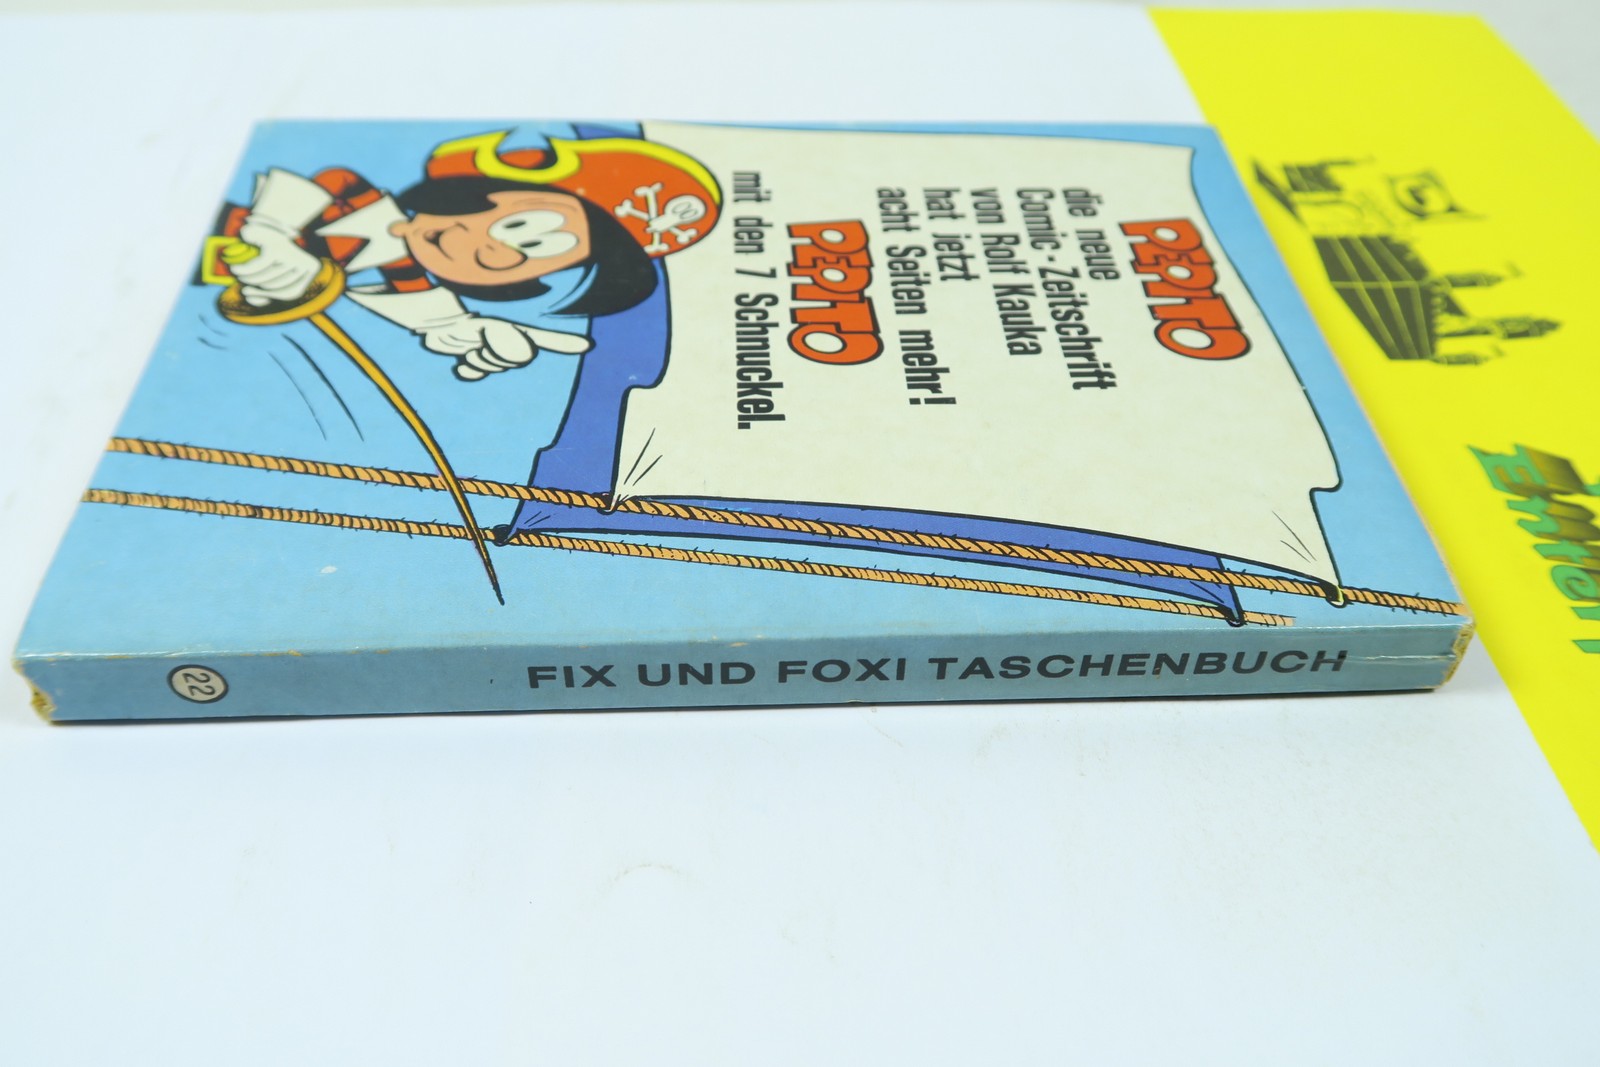 PEPITO
die neue
Comic-Zeitschrift
von Rolf Kauka
hat jetzt
acht Seiten mehr!
PEPITO
mit den 7 Schnuckel.
FIX UND FOXI TASCHENBUCH
22